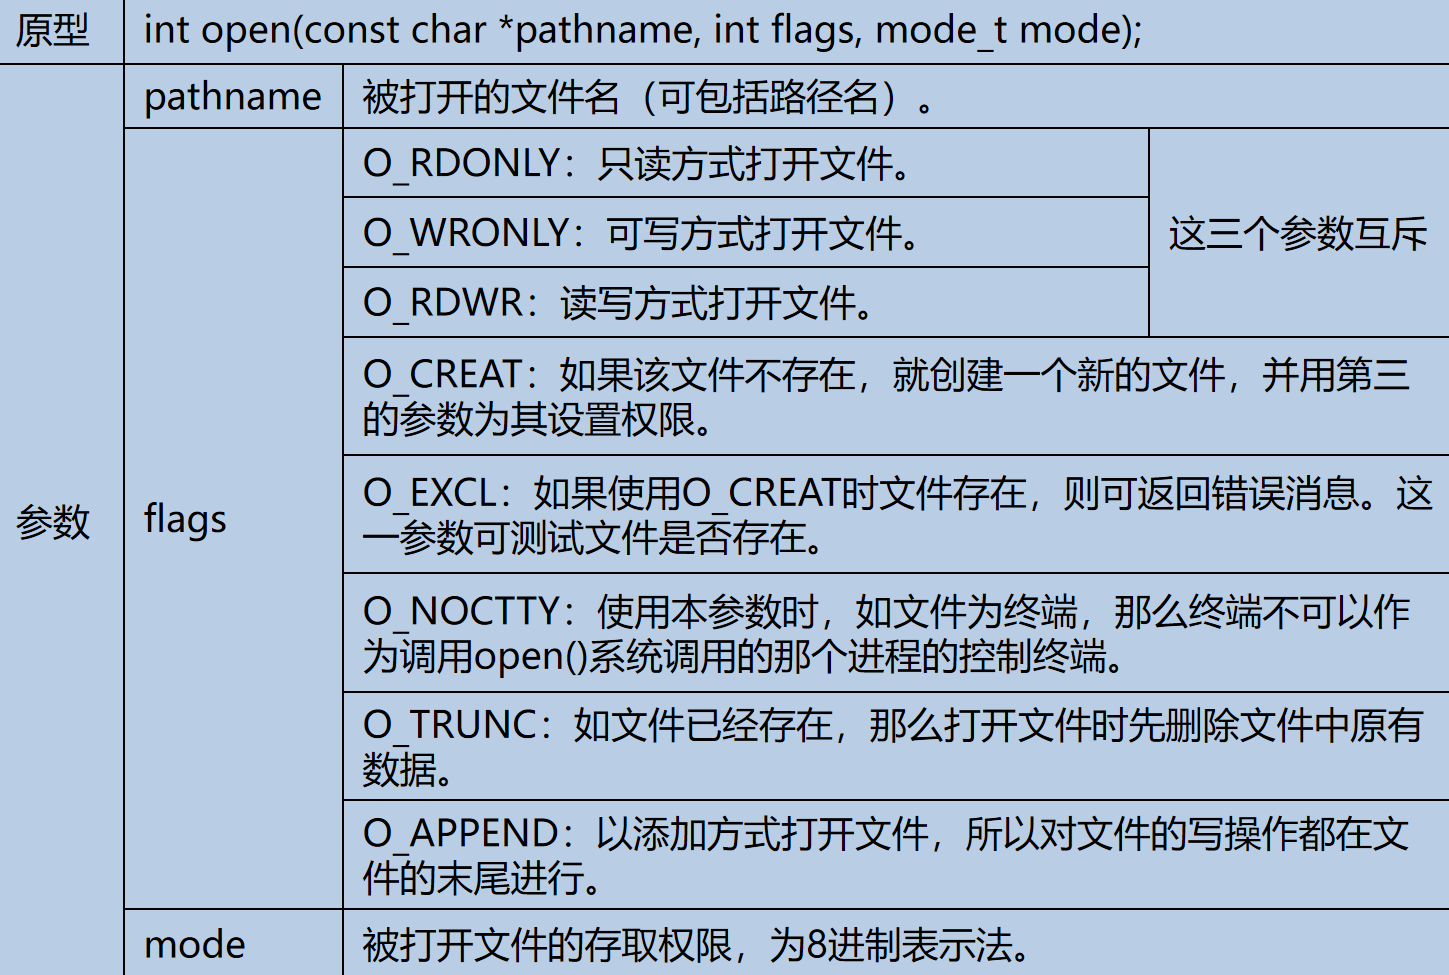 原型
int open(const char *pathname, int flags, mode_t mode);
参数
pathname
被打开的文件名（可包括路径名）。
flags
O_RDONLY：只读方式打开文件。
O_WRONLY：可写方式打开文件。
O_RDWR：读写方式打开文件。
这三个参数互斥
O_CREAT：如果该文件不存在，就创建一个新的文件，并用第三
的参数为其设置权限。
O_EXCL：如果使用O_CREAT时文件存在，则可返回错误消息。这
一参数可测试文件是否存在。
O_NOCTTY：使用本参数时，如文件为终端，那么终端不可以作
为调用open()系统调用的那个进程的控制终端。
O_TRUNC：如文件已经存在，那么打开文件时先删除文件中原有
数据。
O_APPEND：以添加方式打开文件，所以对文件的写操作都在文
件的末尾进行。
mode
被打开文件的存取权限，为8进制表示法。